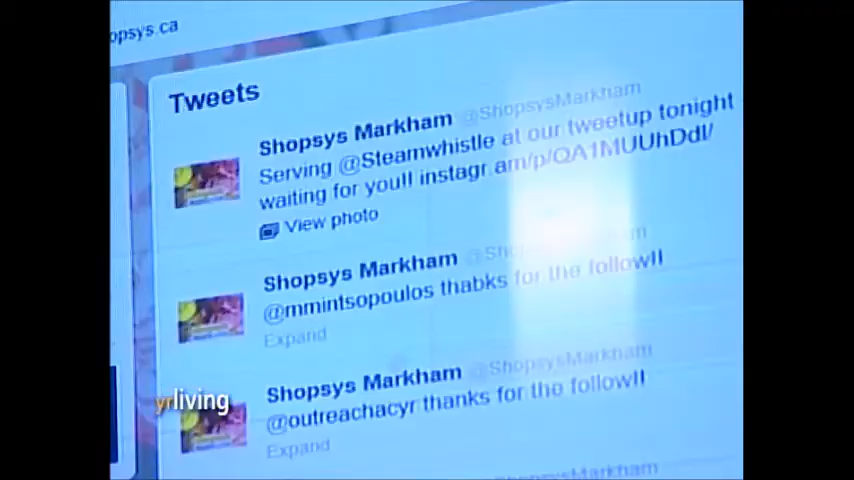 opsys.ca
Tweets
Shopsys Markham @ShopsysMarkham
Serving @Steamwhistle at our tweetup tonight
waiting for you!! instagr.am/p/QA1MUUhDdl/
View photo
Shopsys Markham @Sh
@mmintsopoulos thabks for the follow!!
Expand
Shopsys Markham @ShopsysMarkham
@outreachacyr thanks for the follow!!
Expand
@ShopsysMarkham
yrliving